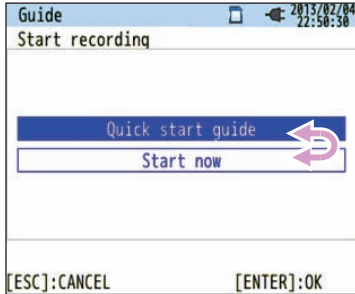 Guide 2013/02/04
22:50:30
Start recording
Quick start guide
Start now
[ESC]:CANCEL [ENTER]:OK